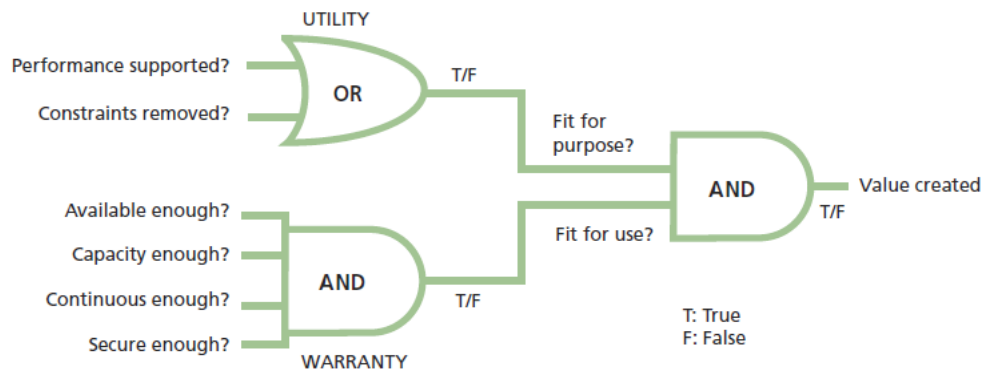 UTILITY
Performance supported?
Constraints removed?
OR
T/F
Fit for
purpose?
Available enough?
Capacity enough?
Continuous enough?
Secure enough?
AND
T/F
WARRANTY
Fit for use?
AND
T/F
Value created
T: True
F: False